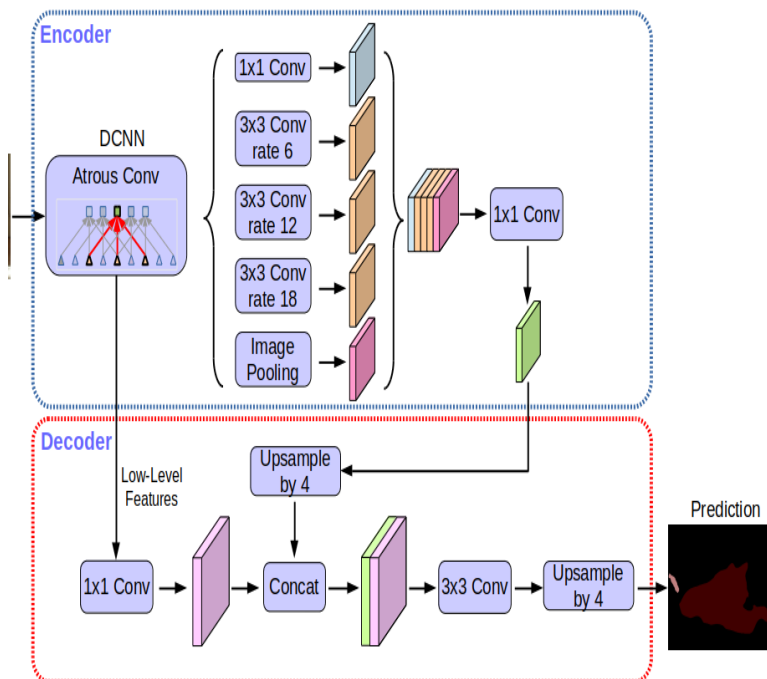 Encoder
DCNN
Atrous Conv
1x1 Conv
3x3 Conv
rate 6
3x3 Conv
rate 12
3x3 Conv
rate 18
Image
Pooling
1x1 Conv
Decoder
Low-Level
Features
Upsample
by 4
1x1 Conv
Concat
3x3 Conv
Upsample
by 4
Prediction